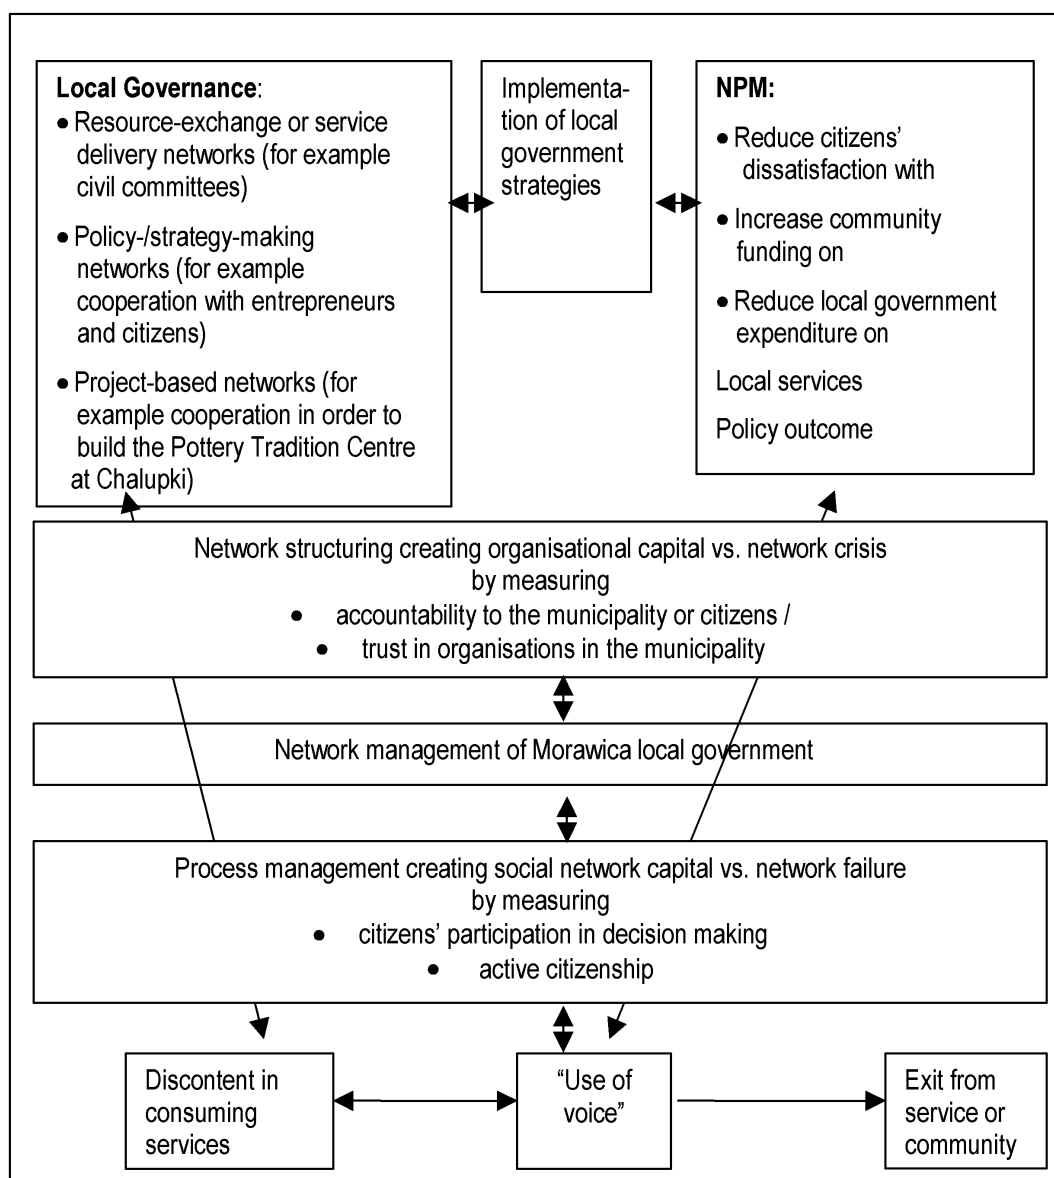 Local Governance:
● Resource-exchange or service
delivery networks (for example
civil committees)
● Policy-/strategy-making
networks (for example
cooperation with entrepreneurs
and citizens)
● Project-based networks (for
example cooperation in order to
build the Pottery Tradition Centre
at Chalupki)
Implementa-
tion of local
government
strategies
NPM:
● Reduce citizens’
dissatisfaction with
● Increase community
funding on
● Reduce local government
expenditure on
Local services
Policy outcome
Network structuring creating organisational capital vs. network crisis
by measuring
● accountability to the municipality or citizens /
● trust in organisations in the municipality
Network management of Morawica local government
Process management creating social network capital vs. network failure
by measuring
● citizens’ participation in decision making
● active citizenship
Discontent in
consuming
services
“Use of
voice”
Exit from
service or
community